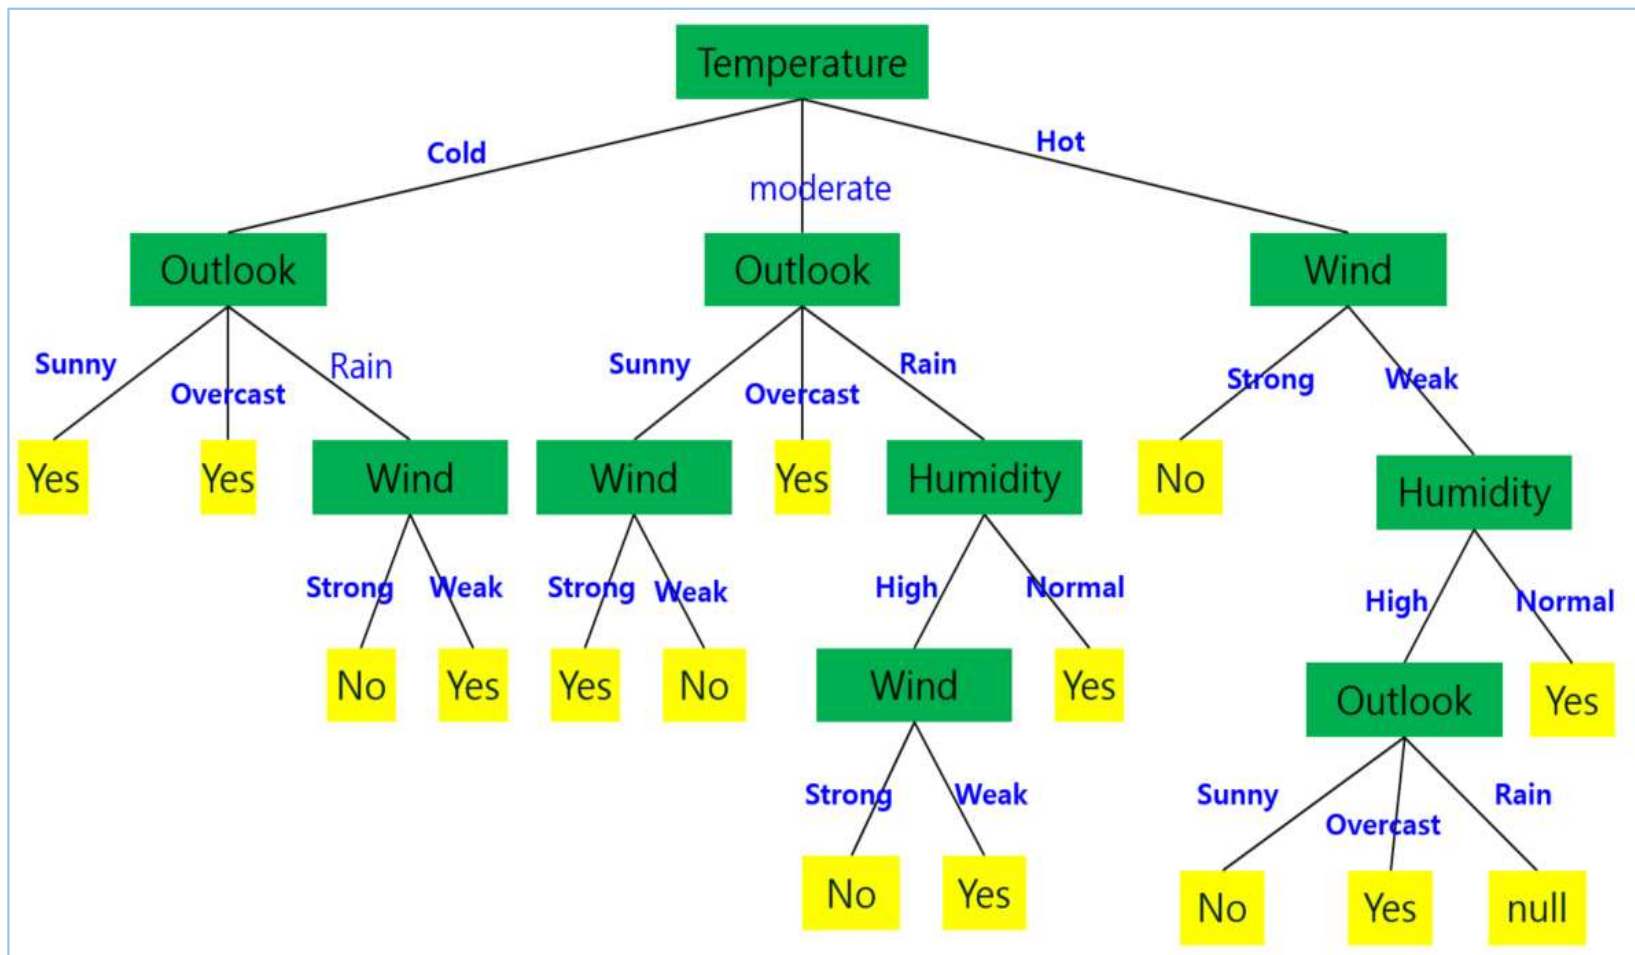 Temperature
Cold
moderate
Hot
Outlook
Outlook
Wind
Sunny
Overcast
Rain
Sunny
Overcast
Rain
Strong
Weak
Yes
Yes
Wind
Wind
Yes
Humidity
No
Humidity
Strong
Weak
Strong
Weak
High
Normal
High
Normal
No
Yes
Yes
No
Wind
Yes
Outlook
Yes
Strong
Weak
Sunny
Overcast
Rain
No
Yes
No
Yes
null